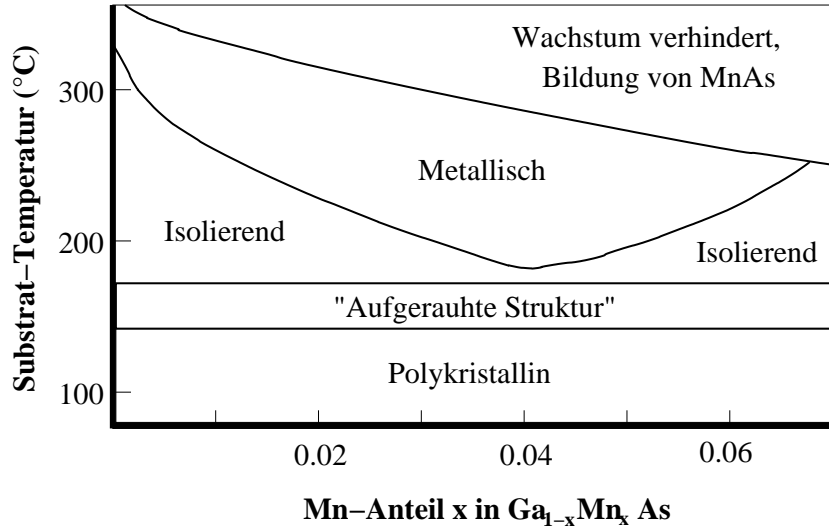 Wachstum verhindert,
Bildung von MnAs
Substrat−Temperatur (°C)
300
Metallisch
Isolierend
200
Isolierend
"Aufgerauhte Struktur"
Polykristallin
100
0.02
0.04
0.06
Mn−Anteil x in Ga1−xMnx As